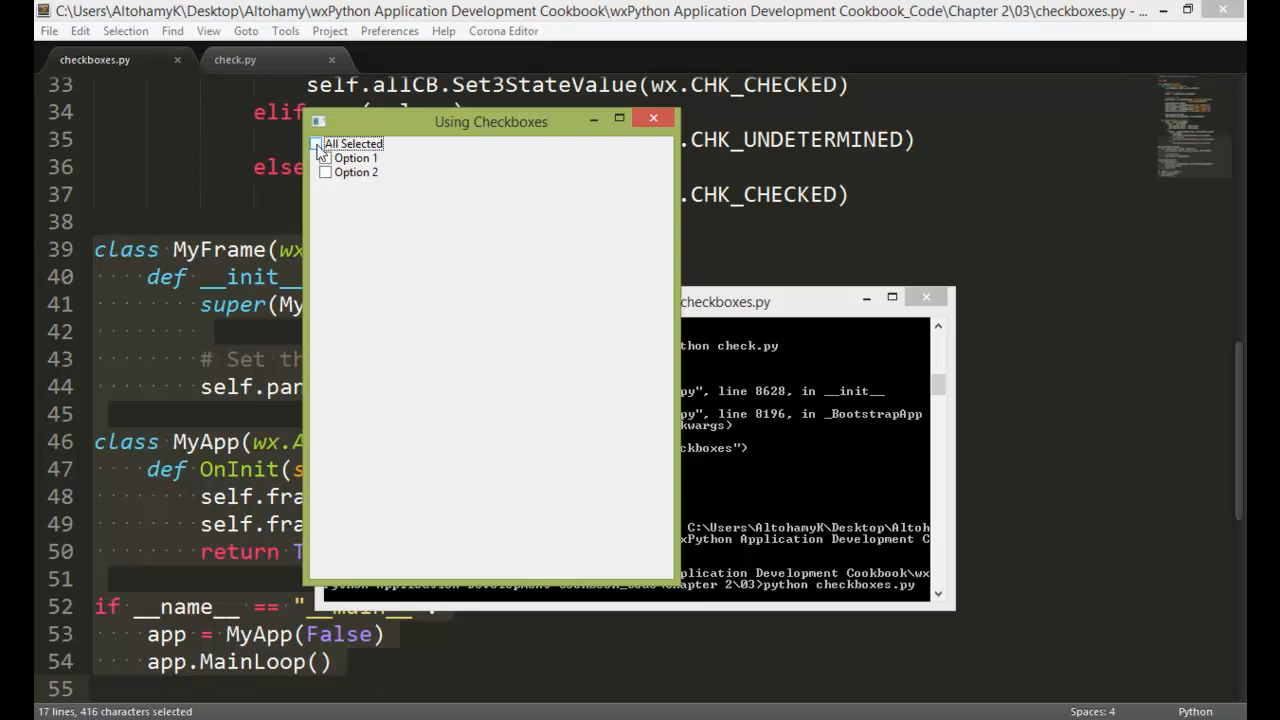 C:\Users\AltohamyK\Desktop\Altohamy\wxPython Application Development Cookbook\wxPython Application Development Cookbook_Code\Chapter 2\03\checkboxes.py - ...
File Edit Selection Find View Goto Tools Project Preferences Help Corona Editor
checkboxes.py × check.py ×
33 self.allCB.Set3StateValue(wx.CHK_CHECKED)
34 elif
35 .CHK_UNDETERMINED)
36 else
37 .CHK_CHECKED)
38
39 class MyFrame(wx
40 def __init__
41 super(My
42
43 # Set th
44 self.pan
45
46 class MyApp(wx.A
47 def OnInit(s
48 self.fra
49 self.fra
50 return T
51
52 if __name__ == "__main__":
53 app = MyApp(False)
54 app.MainLoop()
55
Using Checkboxes
All Selected
Option 1
Option 2
checkboxes.py
thon check.py
py", line 8628, in __init__
py", line 8196, in _BootstrapApp
kwargs)
ckboxes")
C:\Users\AltohamyK\Desktop\Altoh
xPython Application Development C
plication Development Cookbook\wx
Python Application Development Cookbook_Code\Chapter 2\03>python checkboxes.py
17 lines, 416 characters selected
Spaces: 4
Python